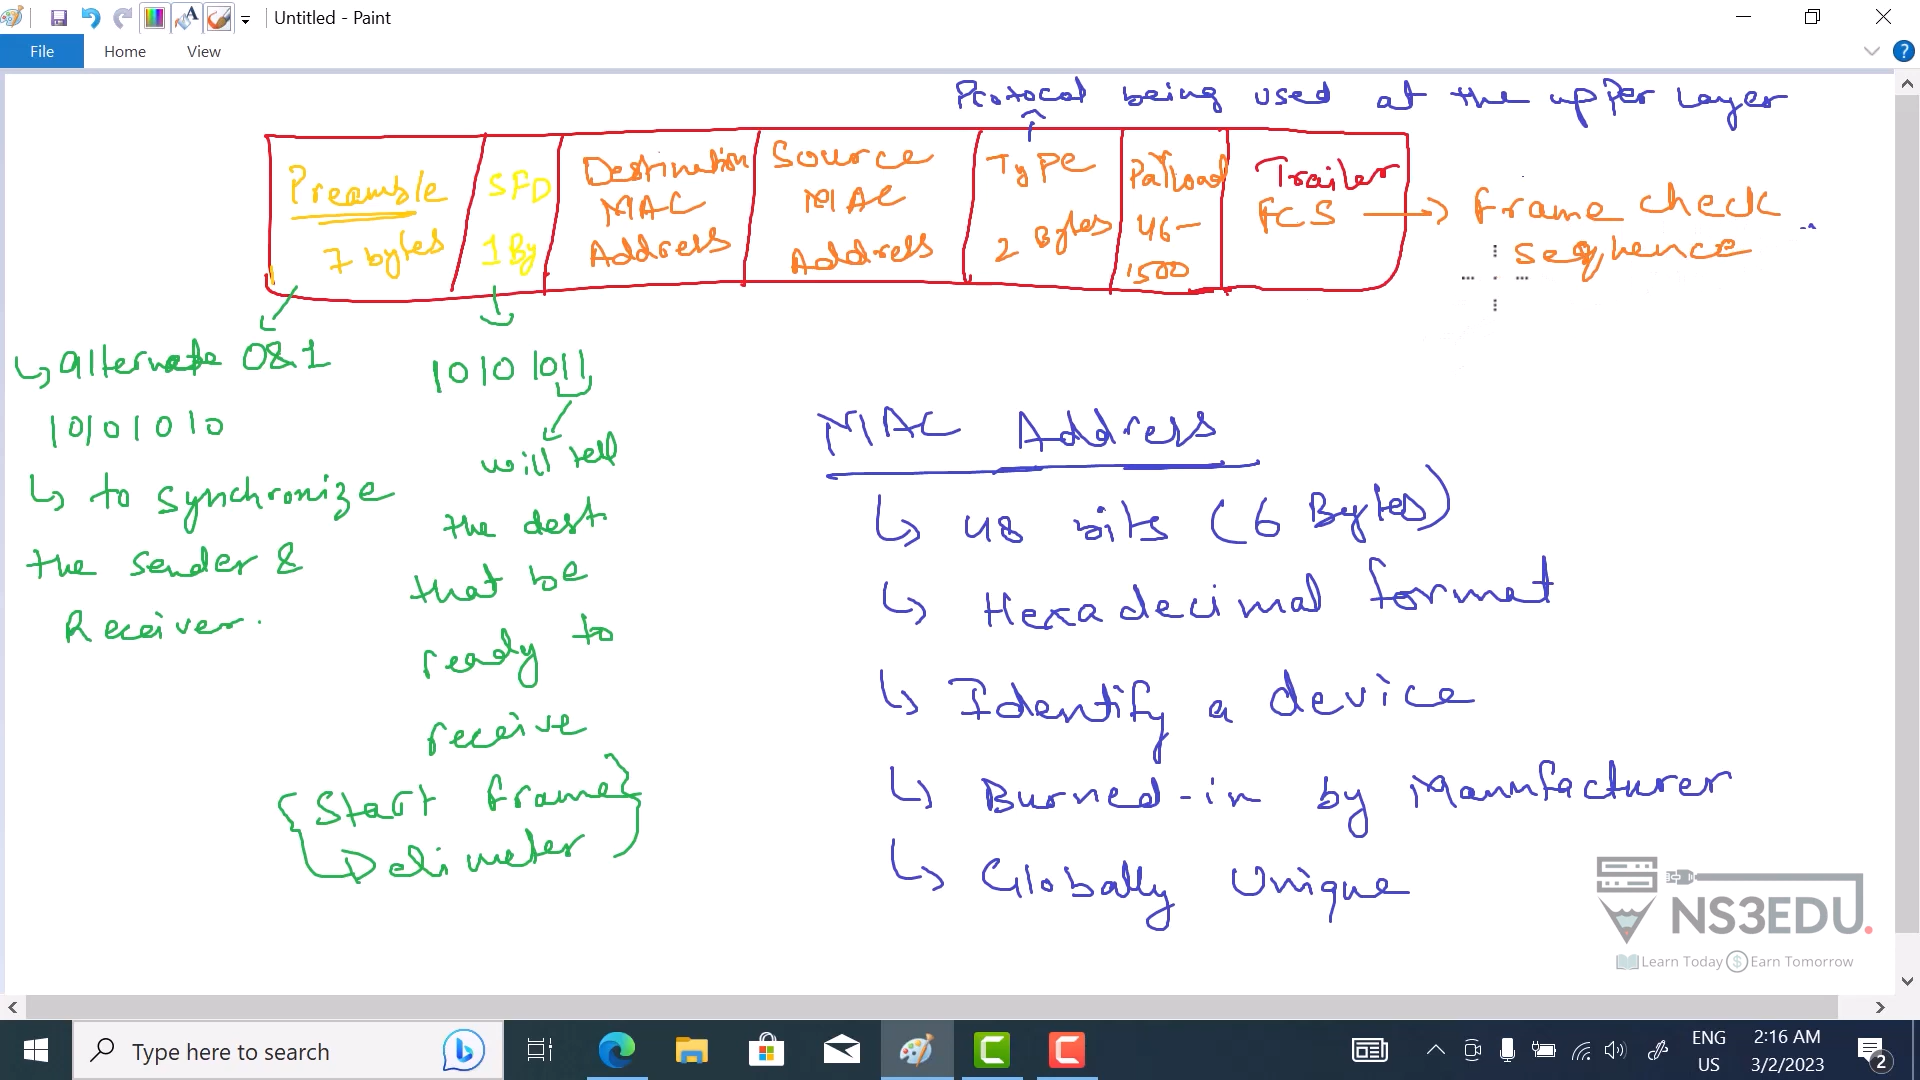 Untitled - Paint
File Home View
Protocol being used at the upper layer
Preamble
7 bytes
SFD
1 By
Destination
MAC
Address
Source
MAC
Address
Type
2 Bytes
Payload
46-
1500
Trailer
FCS
Frame check
sequence
alternate 0&1
10101010
to synchronize
the sender &
Receiver.
1010 1011
will tell
the dest.
that be
ready to
receive
{Start frame}
Delimeter
MAC Address
48 bits (6 Bytes)
Hexadecimal format
Identify a device
Burned-in by Manufacturer
Globally Unique
NS3EDU.
Learn Today $ Earn Tomorrow
Type here to search
ENG
US
2:16 AM
3/2/2023
2